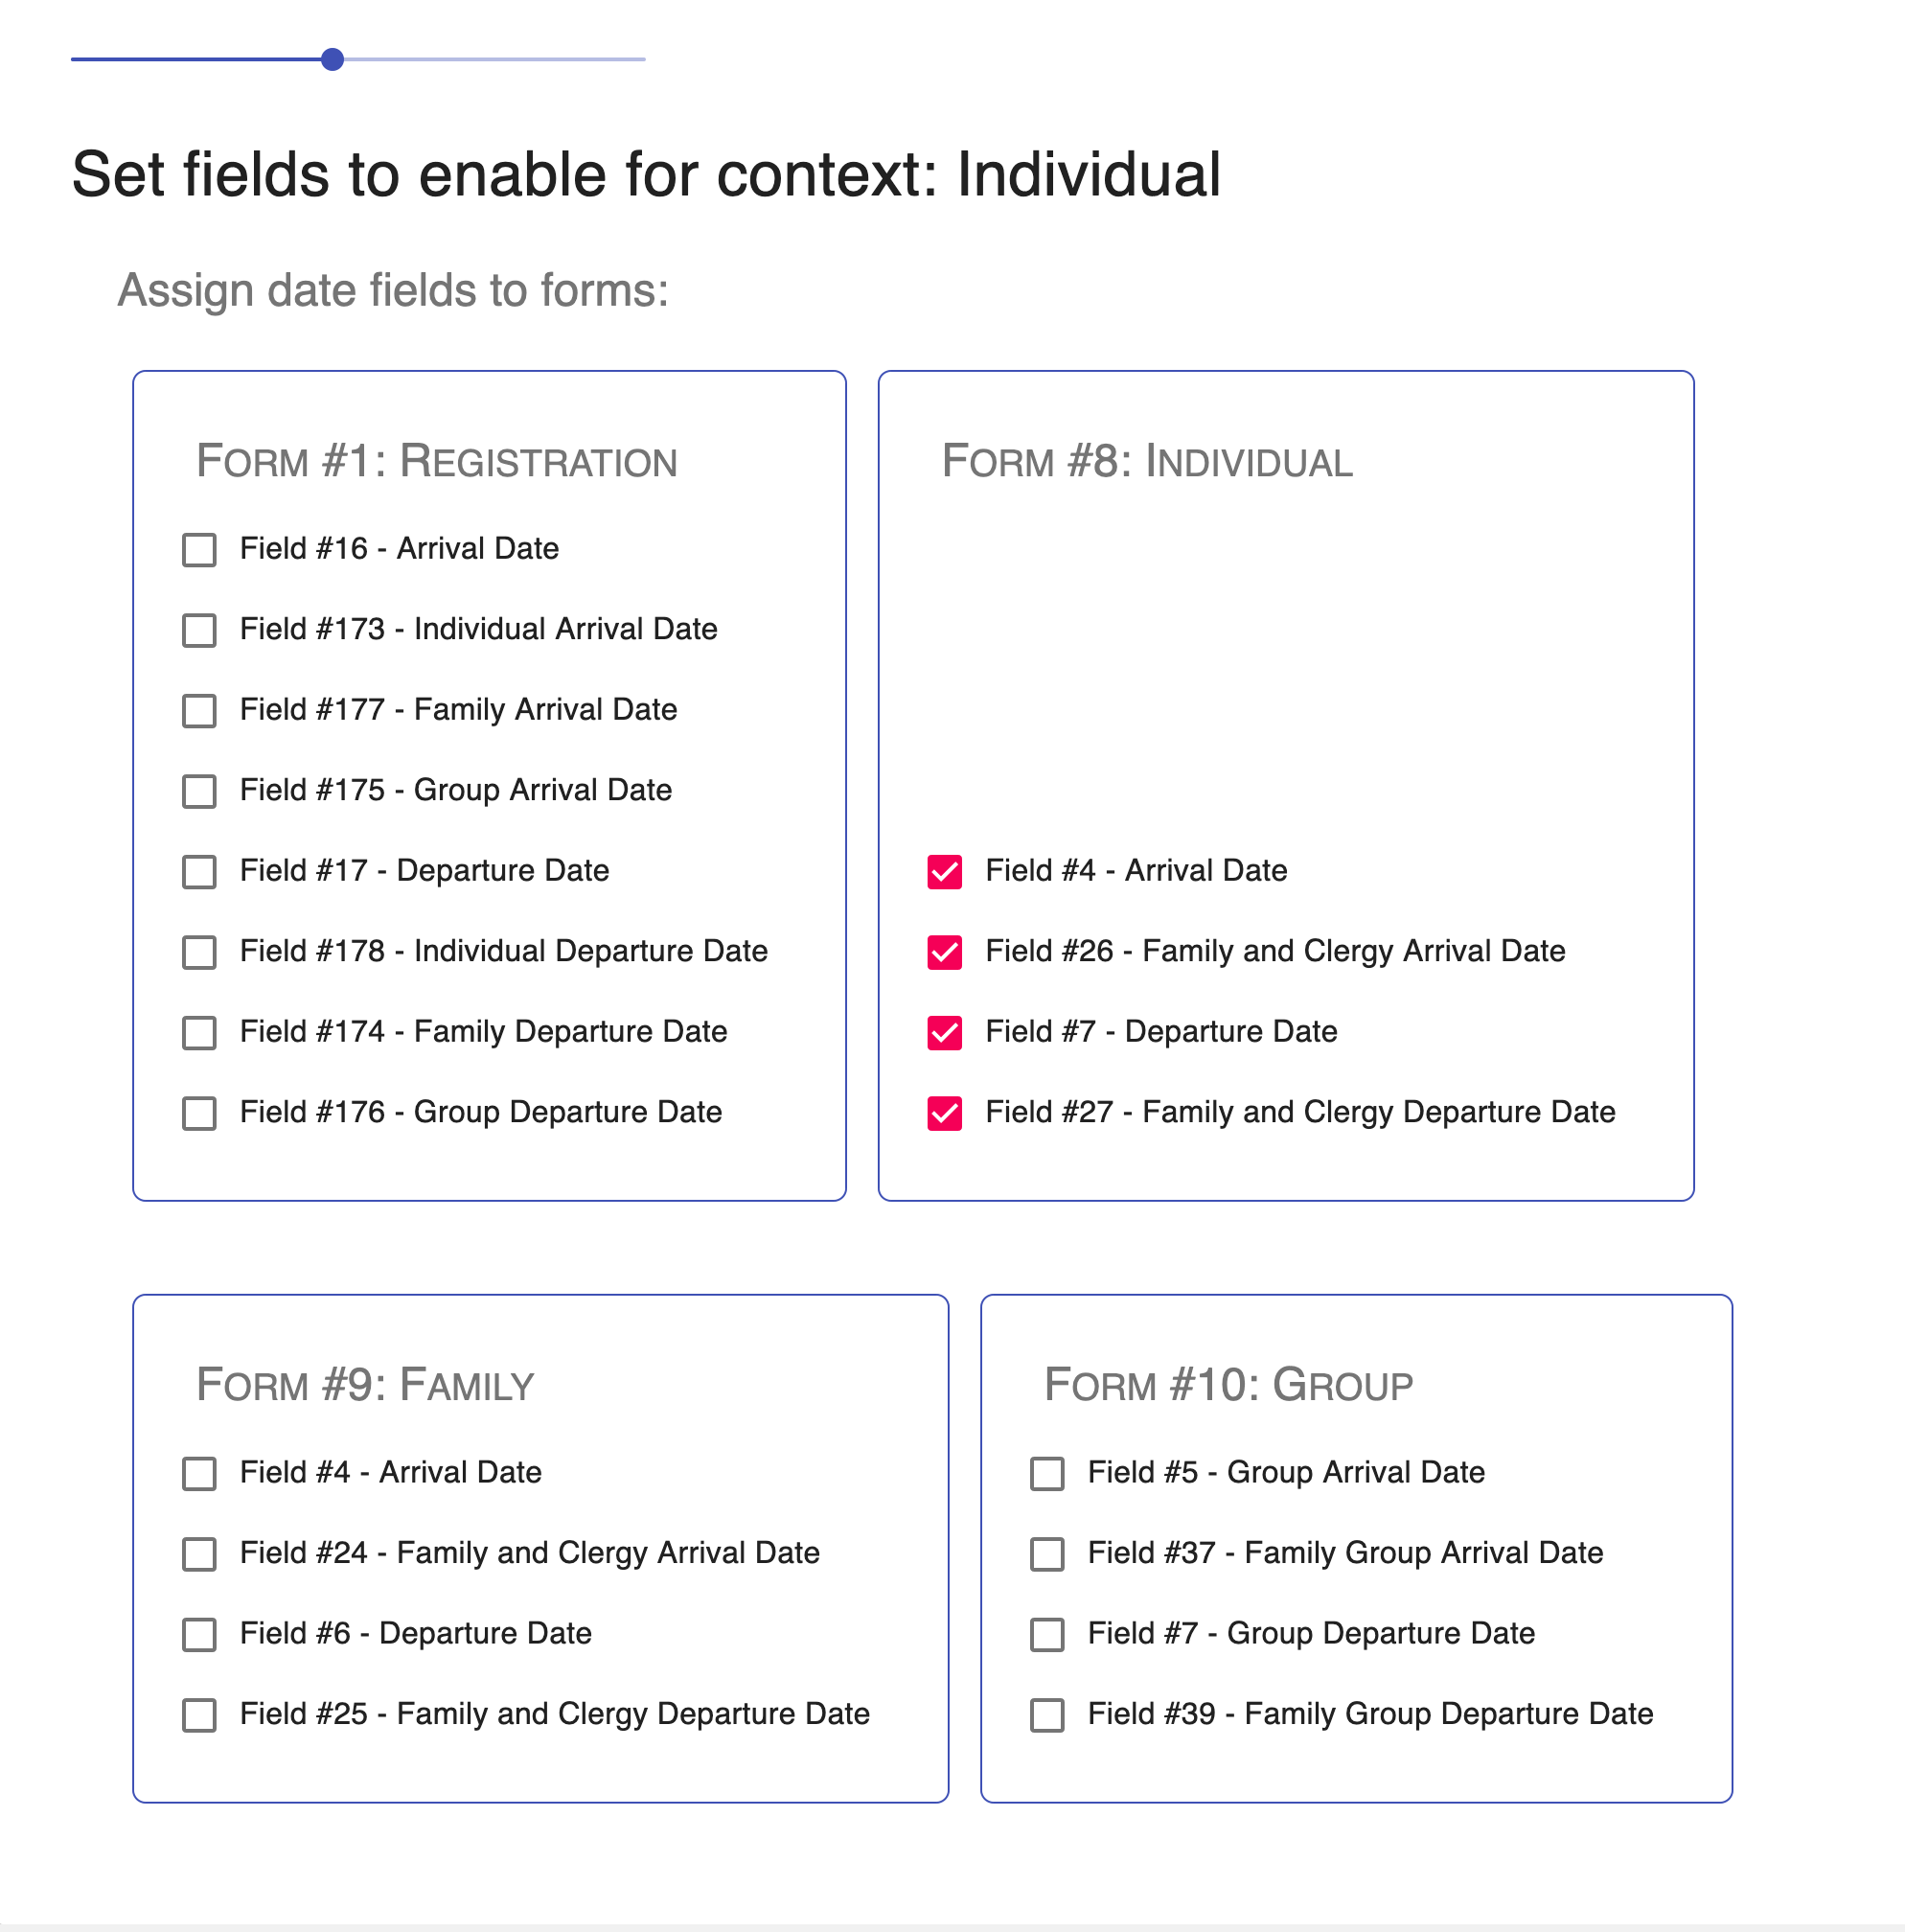 Set fields to enable for context: Individual
Assign date fields to forms:
Form #1: Registration
Field #16 - Arrival Date
Field #173 - Individual Arrival Date
Field #177 - Family Arrival Date
Field #175 - Group Arrival Date
Field #17 - Departure Date
Field #178 - Individual Departure Date
Field #174 - Family Departure Date
Field #176 - Group Departure Date
Form #8: Individual
Field #4 - Arrival Date
Field #26 - Family and Clergy Arrival Date
Field #7 - Departure Date
Field #27 - Family and Clergy Departure Date
Form #9: Family
Field #4 - Arrival Date
Field #24 - Family and Clergy Arrival Date
Field #6 - Departure Date
Field #25 - Family and Clergy Departure Date
Form #10: Group
Field #5 - Group Arrival Date
Field #37 - Family Group Arrival Date
Field #7 - Group Departure Date
Field #39 - Family Group Departure Date